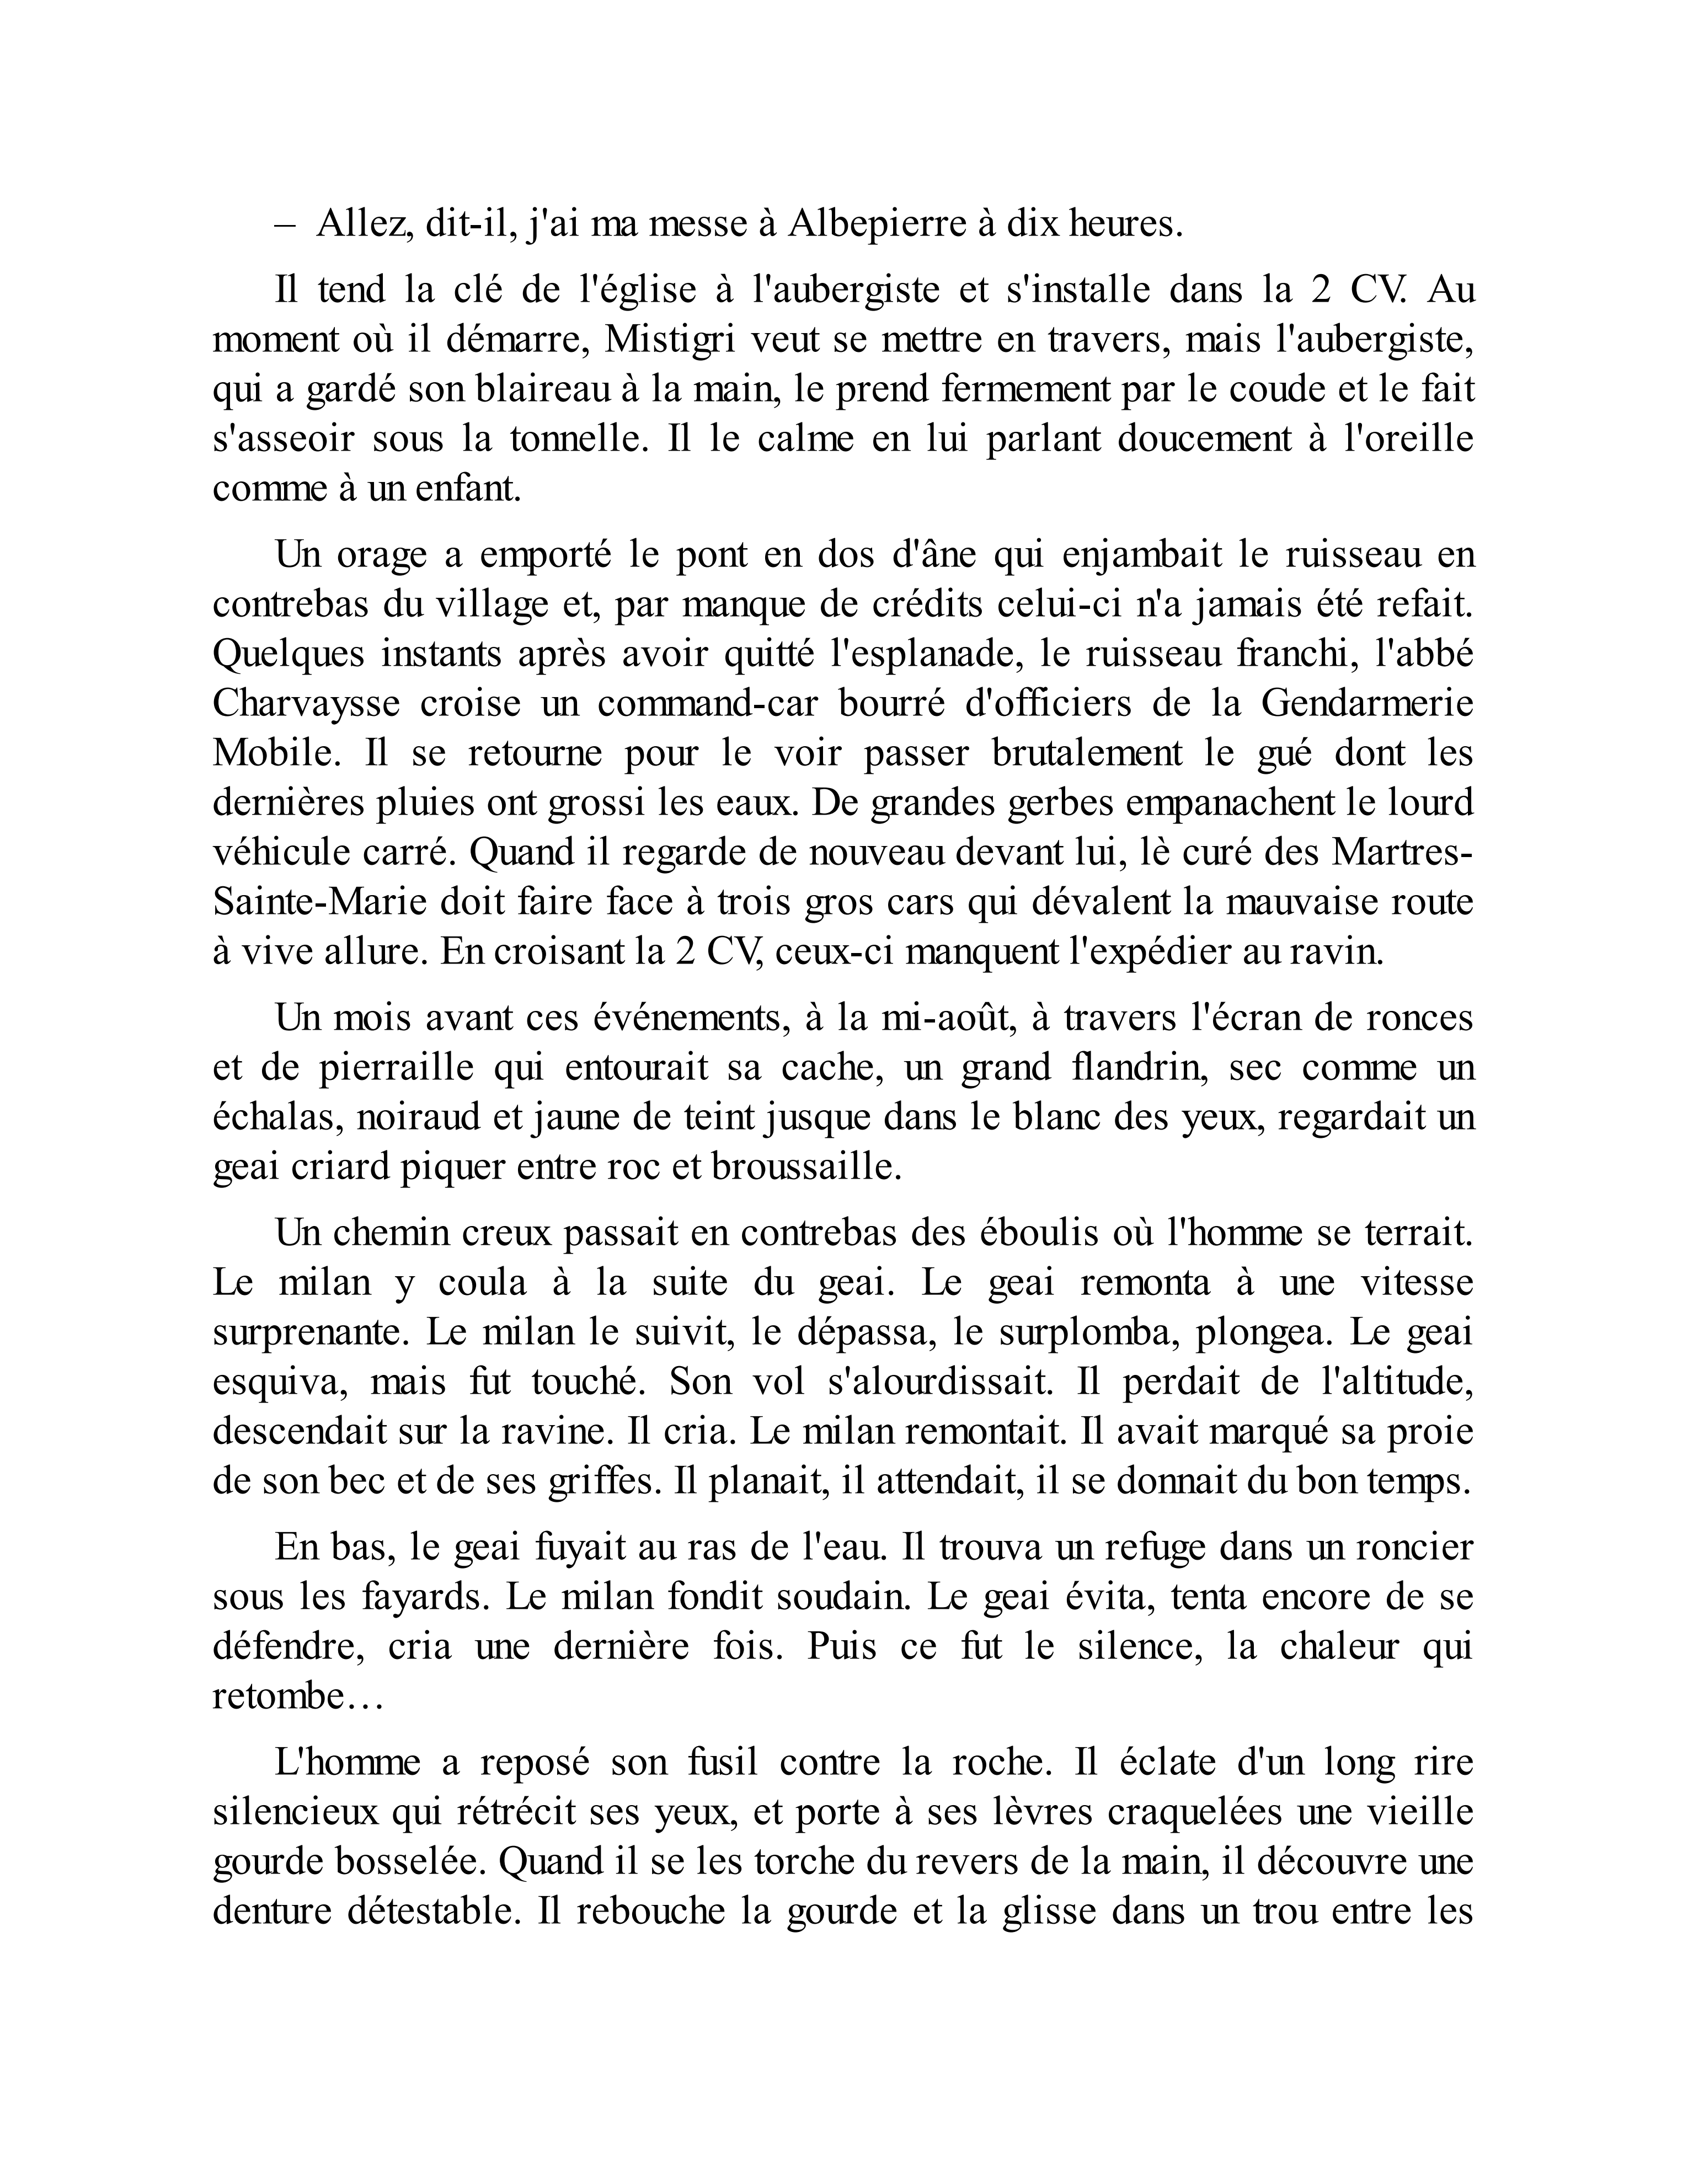 – Allez, dit-il, j'ai ma messe à Albepierre à dix heures.
Il tend la clé de l'église à l'aubergiste et s'installe dans la 2 CV. Au
moment où il démarre, Mistigri veut se mettre en travers, mais l'aubergiste,
qui a gardé son blaireau à la main, le prend fermement par le coude et le fait
s'asseoir sous la tonnelle. Il le calme en lui parlant doucement à l'oreille
comme à un enfant.
Un orage a emporté le pont en dos d'âne qui enjambait le ruisseau en
contrebas du village et, par manque de crédits celui-ci n'a jamais été refait.
Quelques instants après avoir quitté l'esplanade, le ruisseau franchi, l'abbé
Charvaysse croise un command-car bourré d'officiers de la Gendarmerie
Mobile. Il se retourne pour le voir passer brutalement le gué dont les
dernières pluies ont grossi les eaux. De grandes gerbes empanachent le lourd
véhicule carré. Quand il regarde de nouveau devant lui, lè curé des Martres-
Sainte-Marie doit faire face à trois gros cars qui dévalent la mauvaise route
à vive allure. En croisant la 2 CV, ceux-ci manquent l'expédier au ravin.
Un mois avant ces événements, à la mi-août, à travers l'écran de ronces
et de pierraille qui entourait sa cache, un grand flandrin, sec comme un
échalas, noiraud et jaune de teint jusque dans le blanc des yeux, regardait un
geai criard piquer entre roc et broussaille.
Un chemin creux passait en contrebas des éboulis où l'homme se terrait.
Le milan y coula à la suite du geai. Le geai remonta à une vitesse
surprenante. Le milan le suivit, le dépassa, le surplomba, plongea. Le geai
esquiva, mais fut touché. Son vol s'alourdissait. Il perdait de l'altitude,
descendait sur la ravine. Il cria. Le milan remontait. Il avait marqué sa proie
de son bec et de ses griffes. Il planait, il attendait, il se donnait du bon temps.
En bas, le geai fuyait au ras de l'eau. Il trouva un refuge dans un roncier
sous les fayards. Le milan fondit soudain. Le geai évita, tenta encore de se
défendre, cria une dernière fois. Puis ce fut le silence, la chaleur qui
retombe…
L'homme a reposé son fusil contre la roche. Il éclate d'un long rire
silencieux qui rétrécit ses yeux, et porte à ses lèvres craquelées une vieille
gourde bosselée. Quand il se les torche du revers de la main, il découvre une
denture détestable. Il rebouche la gourde et la glisse dans un trou entre les